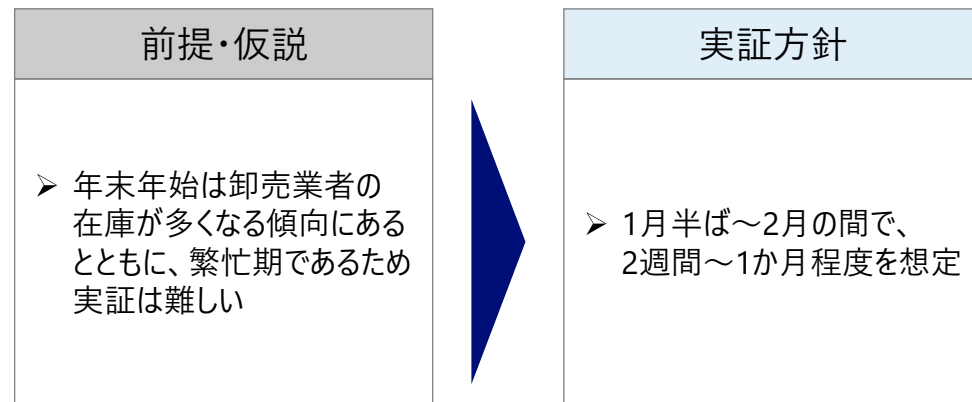 前提・仮説
➢ 年末年始は卸売業者の
在庫が多くなる傾向にある
とともに、繁忙期であるため
実証は難しい
実証方針
➢ 1月半ば～2月の間で、
2週間～1か月程度を想定